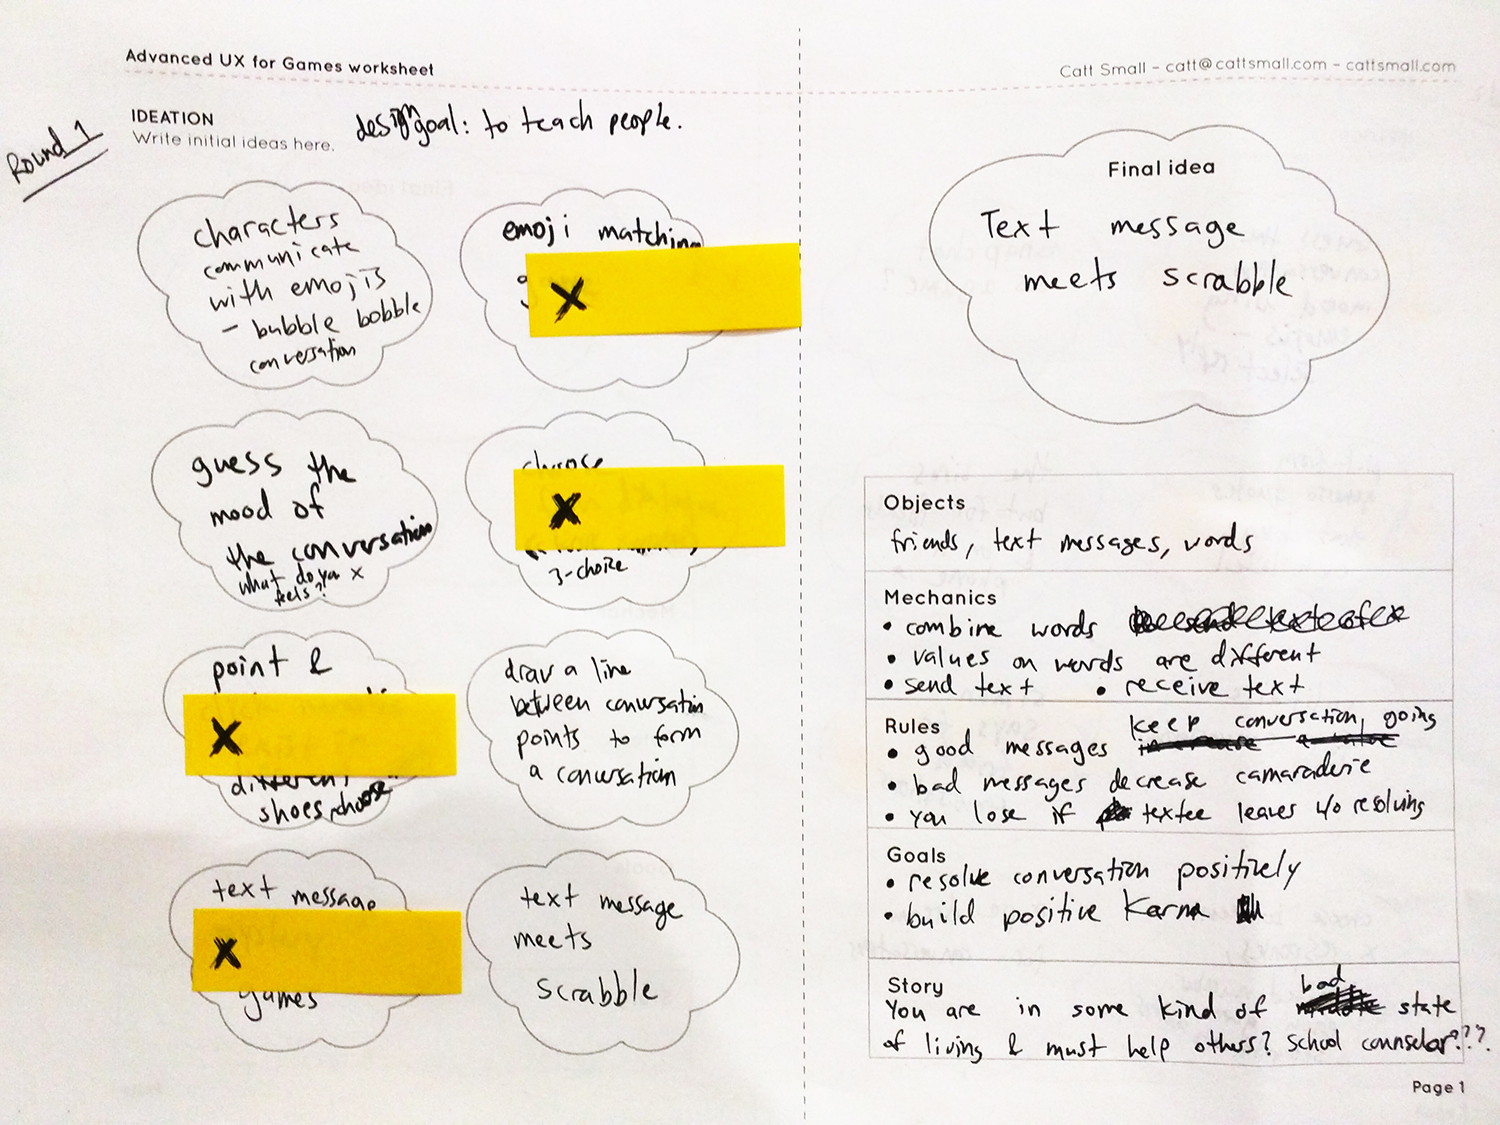 Advanced UX for Games worksheet
Catt Small - catt@cattsmall.com - cattsmall.com
Round 1
IDEATION
Write initial ideas here.
design goal: to teach people.
characters
communicate
with emojis
- bubble bobble
conversation
emoji matching
X
guess the
mood of
the conversation
what do you x
feels?
choose
X
3-choice
point &
X
different
shoes, choose
draw a line
between conversation
points to form
a conversation
text message
X
games
text message
meets
scrabble
Final idea
Text message
meets scrabble
Objects
friends, text messages, words
Mechanics
• combine words
• values on words are different
• send text • receive text
Rules
keep conversation going
• good messages
• bad messages decrease camaraderie
• you lose if textee leaves w/o resolving
Goals
• resolve conversation positively
• build positive Karma
Story
bad
You are in some kind of state
of living & must help others? School counselor???
Page 1